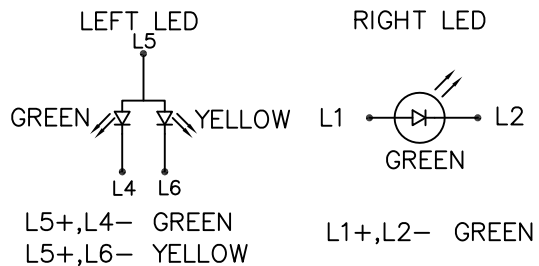 LEFT LED
L5
GREEN
YELLOW
L4 L6
L5+,L4− GREEN
L5+,L6− YELLOW
RIGHT LED
L1
L2
GREEN
L1+,L2− GREEN